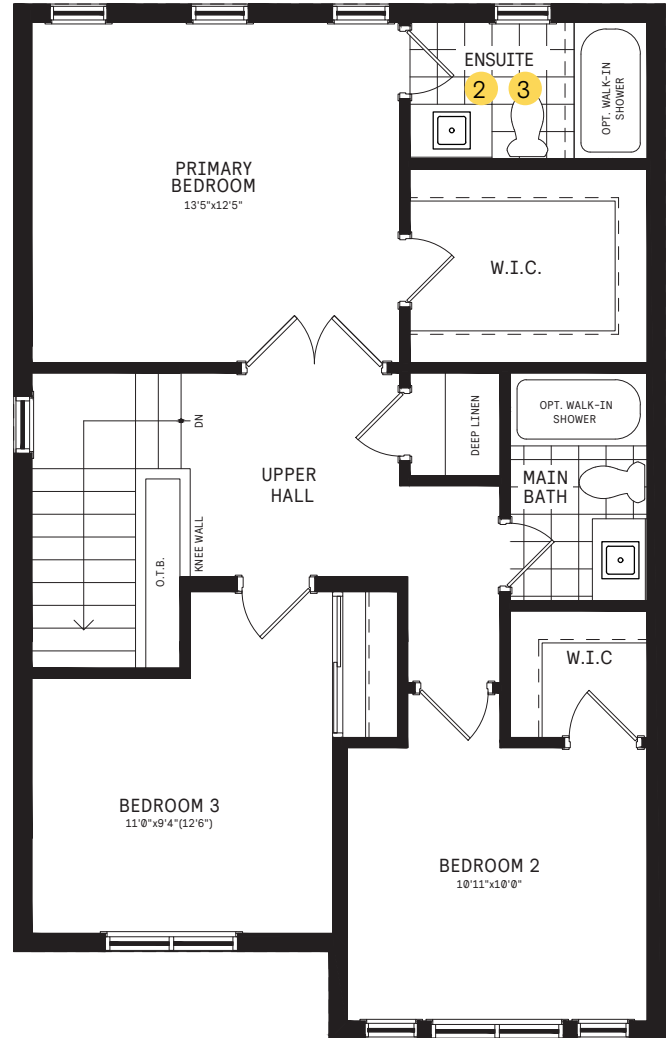 ENSUITE
2 3
OPT. WALK-IN
SHOWER
PRIMARY
BEDROOM
13'5"x12'5"
W.I.C.
DN
DEEP LINEN
OPT. WALK-IN
SHOWER
UPPER
HALL
MAIN
BATH
KNEE WALL
O.T.B.
W.I.C
BEDROOM 3
11'0"x9'4"(12'6")
BEDROOM 2
10'11"x10'0"